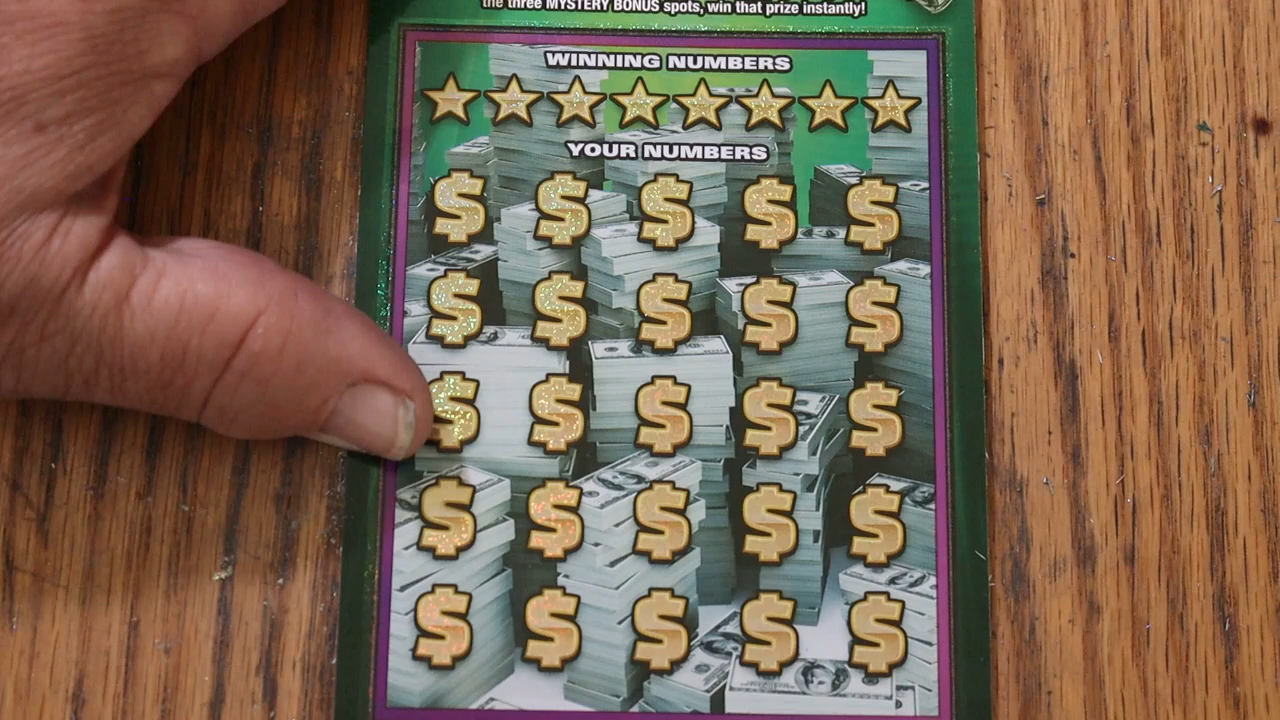 the three MYSTERY BONUS spots, win that prize instantly!
WINNING NUMBERS
YOUR NUMBERS
$ $ $ $ $
$ $ $ $ $
$ $ $ $ $
$ $ $ $ $
$ $ $ $ $